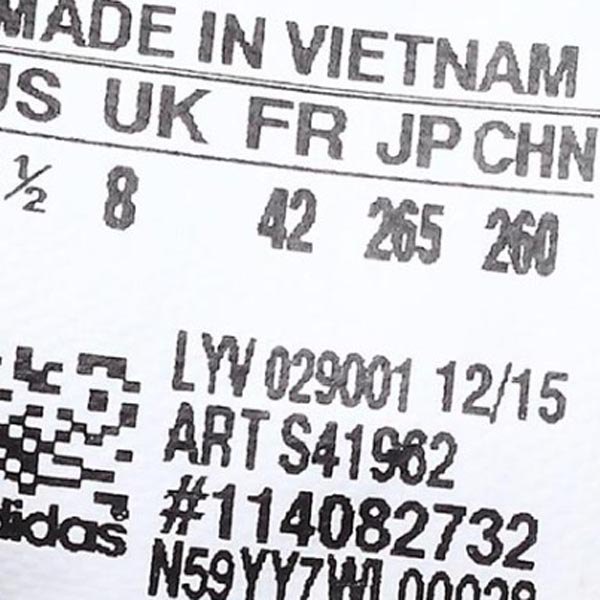 MADE IN VIETNAM
US UK FR JP CHN
½ 8 42 265 260
LYV 029001 12/15
ART S41962
#114082732
adidas